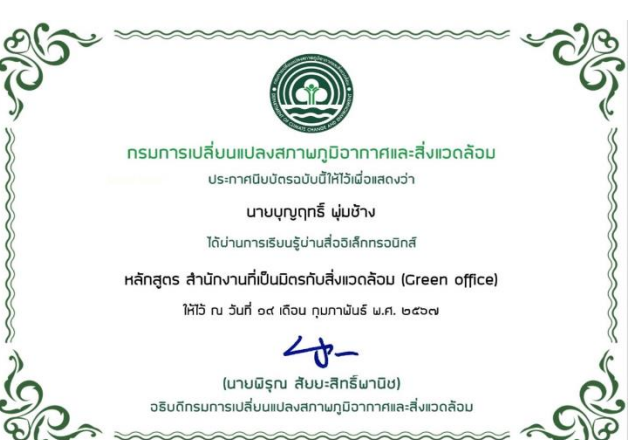 กรมการเปลี่ยนแปลงสภาพภูมิอากาศและสิ่งแวดล้อม
ประกาศนียบัตรฉบับนี้ให้ไว้เพื่อแสดงว่า
นายบุญฤทธิ์ พุ่มช้าง
ได้ผ่านการเรียนรู้ผ่านสื่ออิเล็กทรอนิกส์
หลักสูตร สำนักงานที่เป็นมิตรกับสิ่งแวดล้อม (Green office)
ให้ไว้ ณ วันที่ ๑๙ เดือน กุมภาพันธ์ พ.ศ. ๒๕๖๗
(นายพิรุณ สัยยะสิทธิ์พานิช)
อธิบดีกรมการเปลี่ยนแปลงสภาพภูมิอากาศและสิ่งแวดล้อม